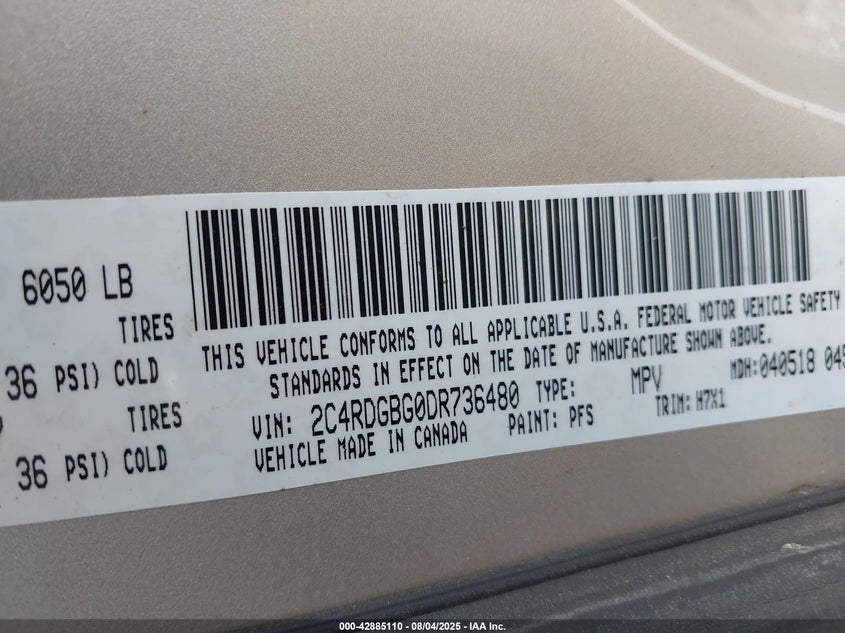 6050 LB
TIRES
36 PSI) COLD
TIRES
36 PSI) COLD
THIS VEHICLE CONFORMS TO ALL APPLICABLE U.S.A. FEDERAL MOTOR VEHICLE SAFETY
STANDARDS IN EFFECT ON THE DATE OF MANUFACTURE SHOWN ABOVE.
VIN: 2C4RDGBG0DR736480 TYPE: MPV MDH:040518 045
VEHICLE MADE IN CANADA PAINT: PFS TRIM: H7X1
000-42885110 - 08/04/2025 - IAA Inc.